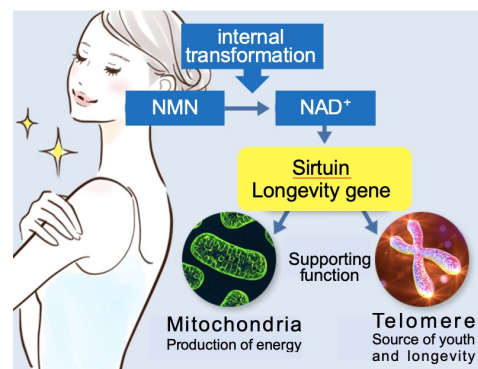 internal
transformation
NMN
NAD⁺
Sirtuin
Longevity gene
Supporting
function
Mitochondria
Production of energy
Telomere
Source of youth
and longevity